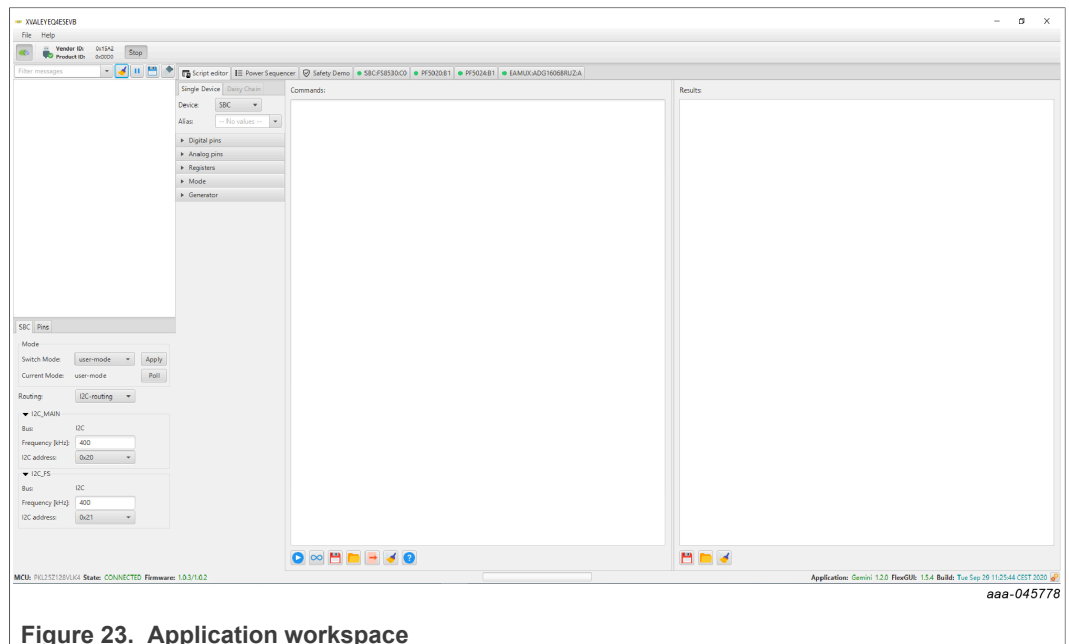 XVALEYEQ4ESEVB
File Help
Vendor ID: 0x15A2
Product ID: 0x00D0
Stop
Filter messages
Script editor Power Sequencer Safety Demo SBC:FS8530:C0 PF5020:B1 PF5024:B1 EAMUX:ADG1606BRUZ:A
Single Device Daisy Chain
Device: SBC
Alias: -- No values --
Digital pins
Analog pins
Registers
Mode
Generator
Commands:
Results:
SBC Pins
Mode
Switch Mode: user-mode Apply
Current Mode: user-mode Poll
Routing: I2C-routing
I2C_MAIN
Bus: I2C
Frequency [kHz]: 400
I2C address: 0x20
I2C_FS
Bus: I2C
Frequency [kHz]: 400
I2C address: 0x21
MCU: PKL25Z128VLK4 State: CONNECTED Firmware: 1.0.3/1.0.2
Application: Gemini 1.2.0 FlexGUI: 1.5.4 Build: Tue Sep 29 11:25:44 CEST 2020
aaa-045778
Figure 23. Application workspace